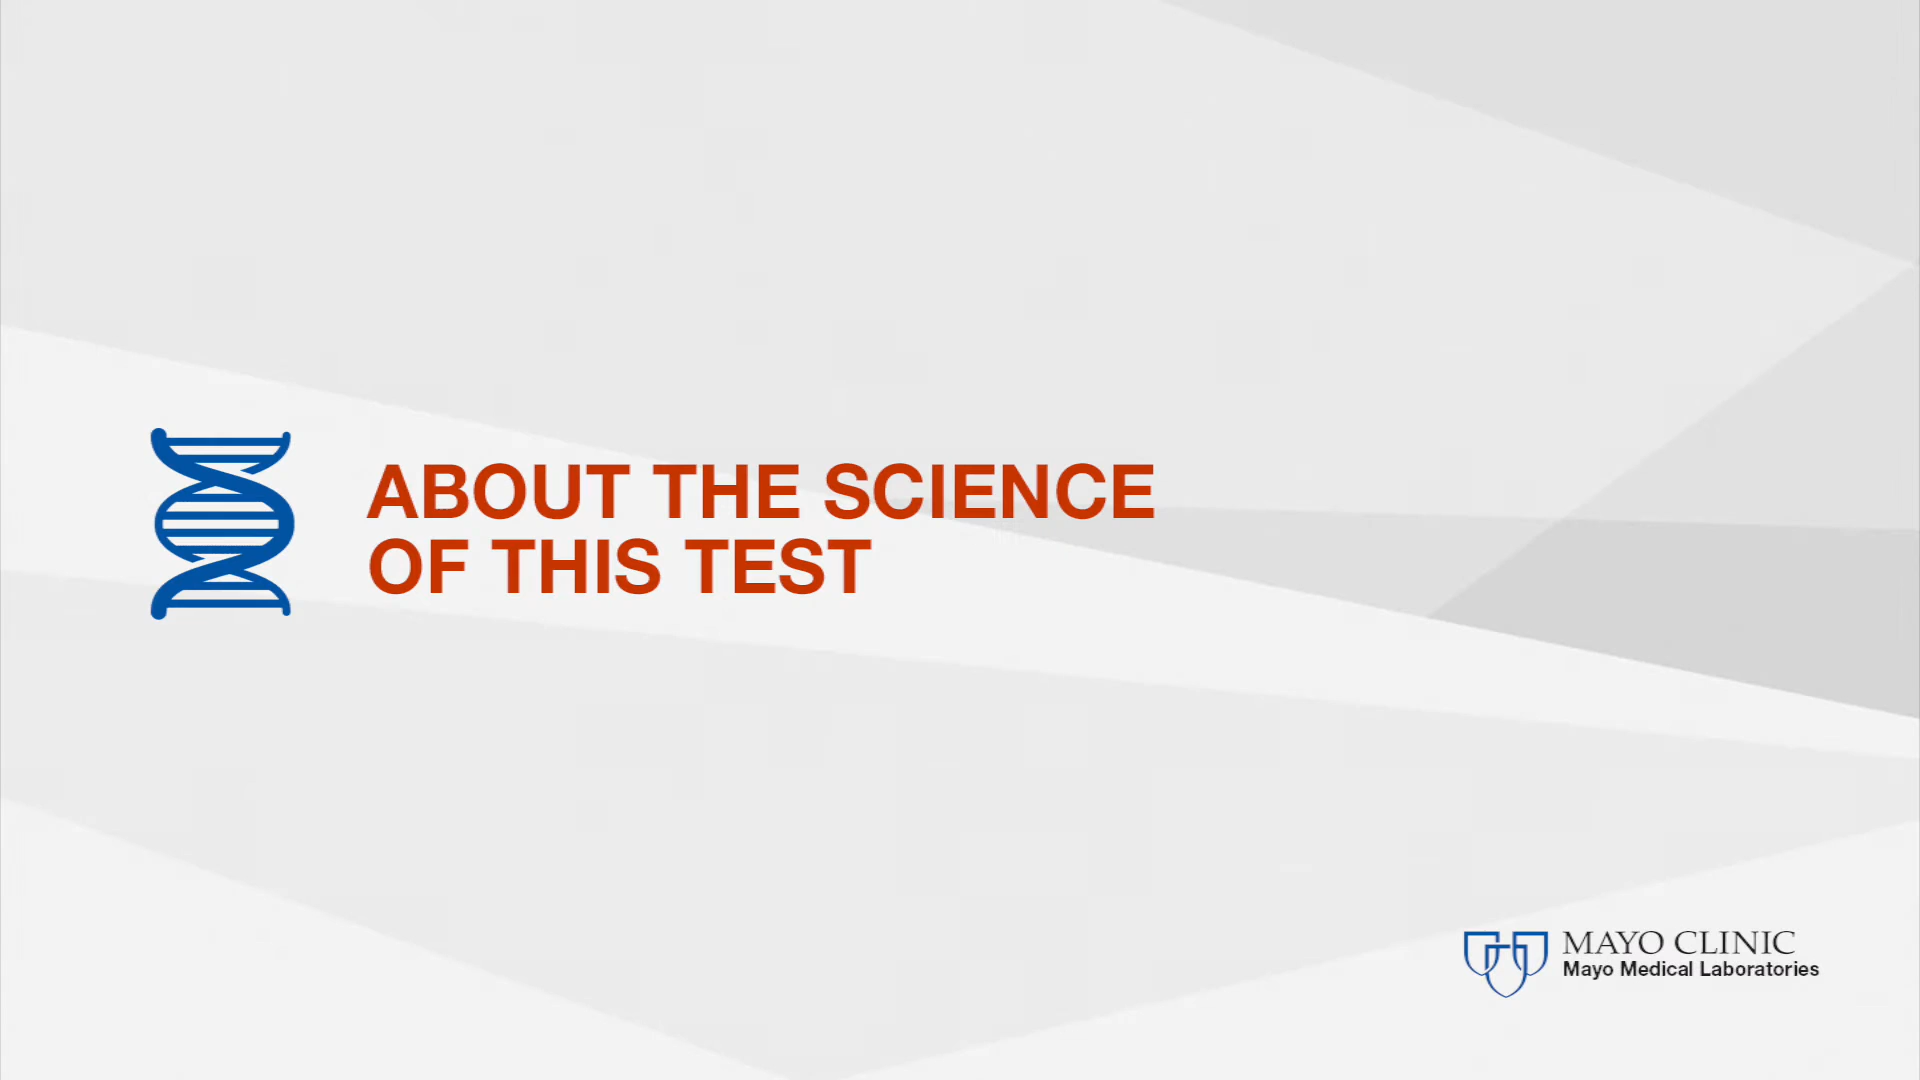 ABOUT THE SCIENCE
OF THIS TEST
MAYO CLINIC
Mayo Medical Laboratories